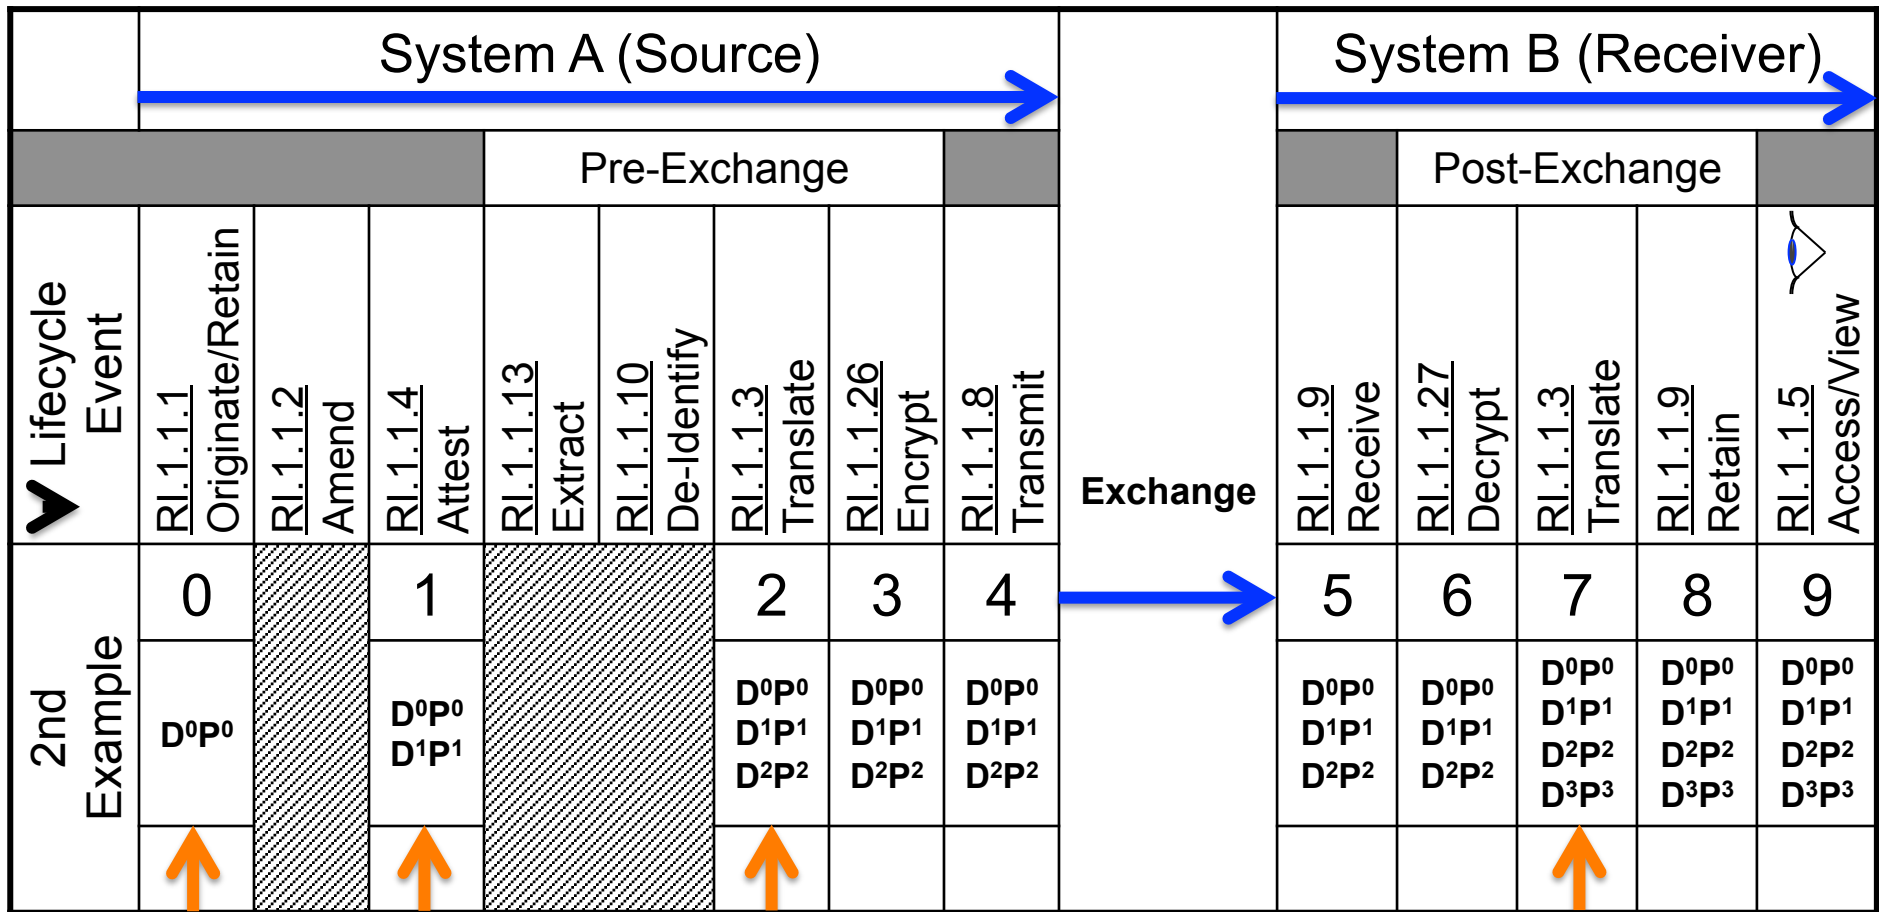 System A (Source)
System B (Receiver)
Pre-Exchange
Post-Exchange
Lifecycle
Event
RI.1.1.1
Originate/Retain
RI.1.1.2
Amend
RI.1.1.4
Attest
RI.1.1.13
Extract
RI.1.1.10
De-Identify
RI.1.1.3
Translate
RI.1.1.26
Encrypt
RI.1.1.8
Transmit
Exchange
RI.1.1.9
Receive
RI.1.1.27
Decrypt
RI.1.1.3
Translate
RI.1.1.9
Retain
RI.1.1.5
Access/View
2nd
Example
0
D⁰P⁰
1
D⁰P⁰
D¹P¹
2
D⁰P⁰
D¹P¹
D²P²
3
D⁰P⁰
D¹P¹
D²P²
4
D⁰P⁰
D¹P¹
D²P²
5
D⁰P⁰
D¹P¹
D²P²
6
D⁰P⁰
D¹P¹
D²P²
7
D⁰P⁰
D¹P¹
D²P²
D³P³
8
D⁰P⁰
D¹P¹
D²P²
D³P³
9
D⁰P⁰
D¹P¹
D²P²
D³P³